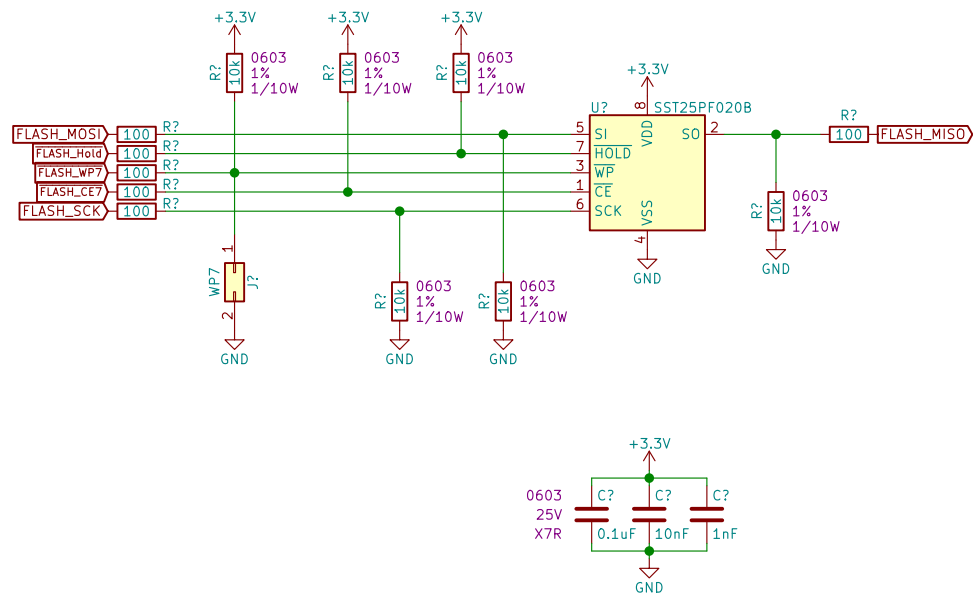 +3.3V
+3.3V
+3.3V
R?
10k
0603
1%
1/10W
R?
10k
0603
1%
1/10W
R?
10k
0603
1%
1/10W
+3.3V
U?
8
SST25PF020B
VDD
FLASH_MOSI
100
R?
5
SI
SO
2
R?
100
FLASH_MISO
FLASH_Hold
100
R?
7
HOLD
FLASH_WP7
100
R?
3
WP
FLASH_CE7
100
R?
1
CE
FLASH_SCK
100
R?
6
SCK
VSS
4
GND
R?
10k
0603
1%
1/10W
GND
1
WP7
J?
2
GND
R?
10k
0603
1%
1/10W
GND
R?
10k
0603
1%
1/10W
GND
+3.3V
0603
25V
X7R
C?
0.1uF
C?
10nF
C?
1nF
GND